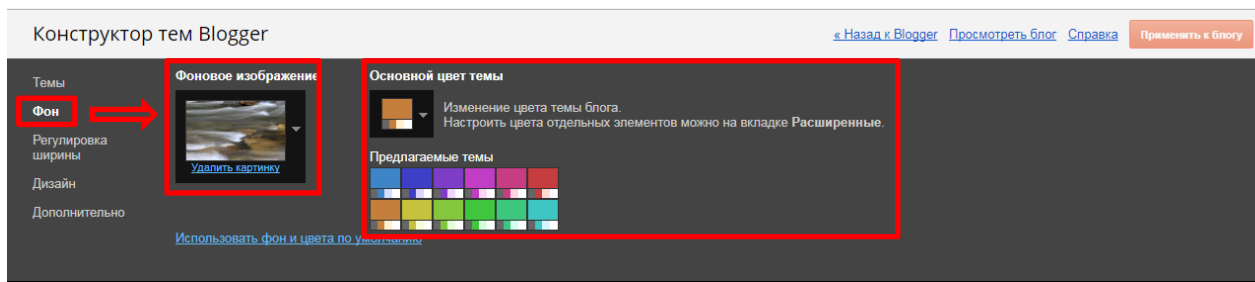 Конструктор тем Blogger
« Назад к Blogger Просмотреть блог Справка Применить к блогу
Темы
Фон
Регулировка
ширины
Дизайн
Дополнительно
Фоновое изображение
Удалить картинку
Использовать фон и цвета по умолчанию
Основной цвет темы
Изменение цвета темы блога.
Настроить цвета отдельных элементов можно на вкладке Расширенные.
Предлагаемые темы